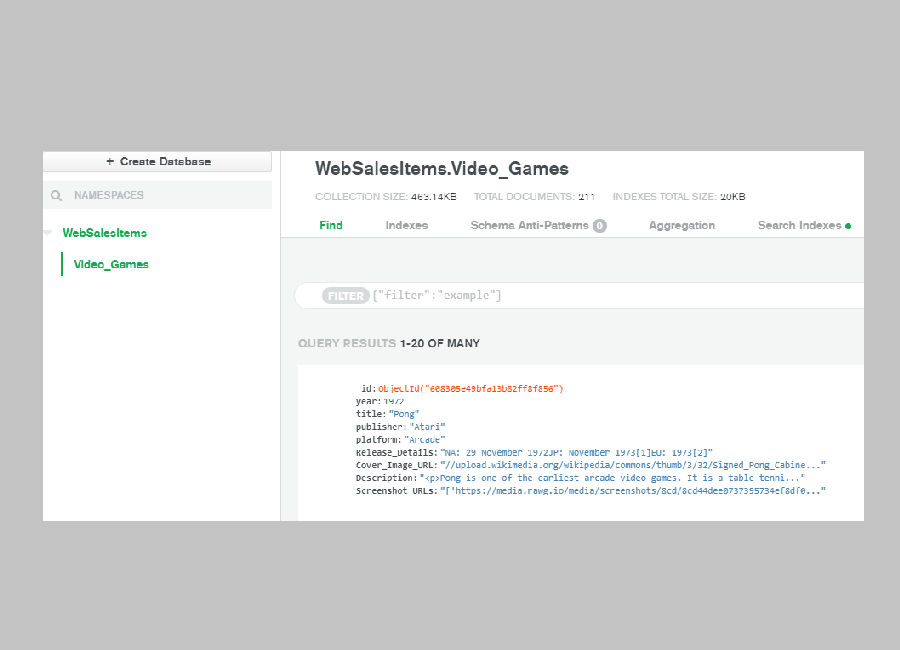 + Create Database
NAMESPACES
WebSalesItems
Video_Games
WebSalesItems.Video_Games
COLLECTION SIZE: 463.14KB TOTAL DOCUMENTS: 211 INDEXES TOTAL SIZE: 20KB
Find Indexes Schema Anti-Patterns 0 Aggregation Search Indexes
FILTER {"filter":"example"}
QUERY RESULTS 1-20 OF MANY
_id:ObjectId("608305e49bfa13b82ff8f856")
year:1972
title:"Pong"
publisher:"Atari"
platform:"Arcade"
Release_Details:"NA: 29 November 1972JP: November 1973[1]EU: 1973[2]"
Cover_Image_URL:"//upload.wikimedia.org/wikipedia/commons/thumb/3/32/Signed_Pong_Cabine..."
Description:"<p>Pong is one of the earliest arcade video games. It is a table tenni..."
Screenshot_URLs:"['https://media.rawg.io/media/screenshots/8cd/8cd44dee0737395734ef8df0..."